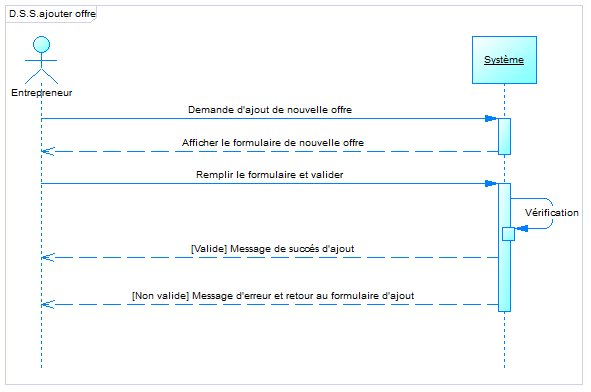 D.S.S.ajouter offre
Entrepreneur
Système
Demande d'ajout de nouvelle offre
Afficher le formulaire de nouvelle offre
Remplir le formulaire et valider
Vérification
[Valide] Message de succés d'ajout
[Non valide] Message d'erreur et retour au formulaire d'ajout